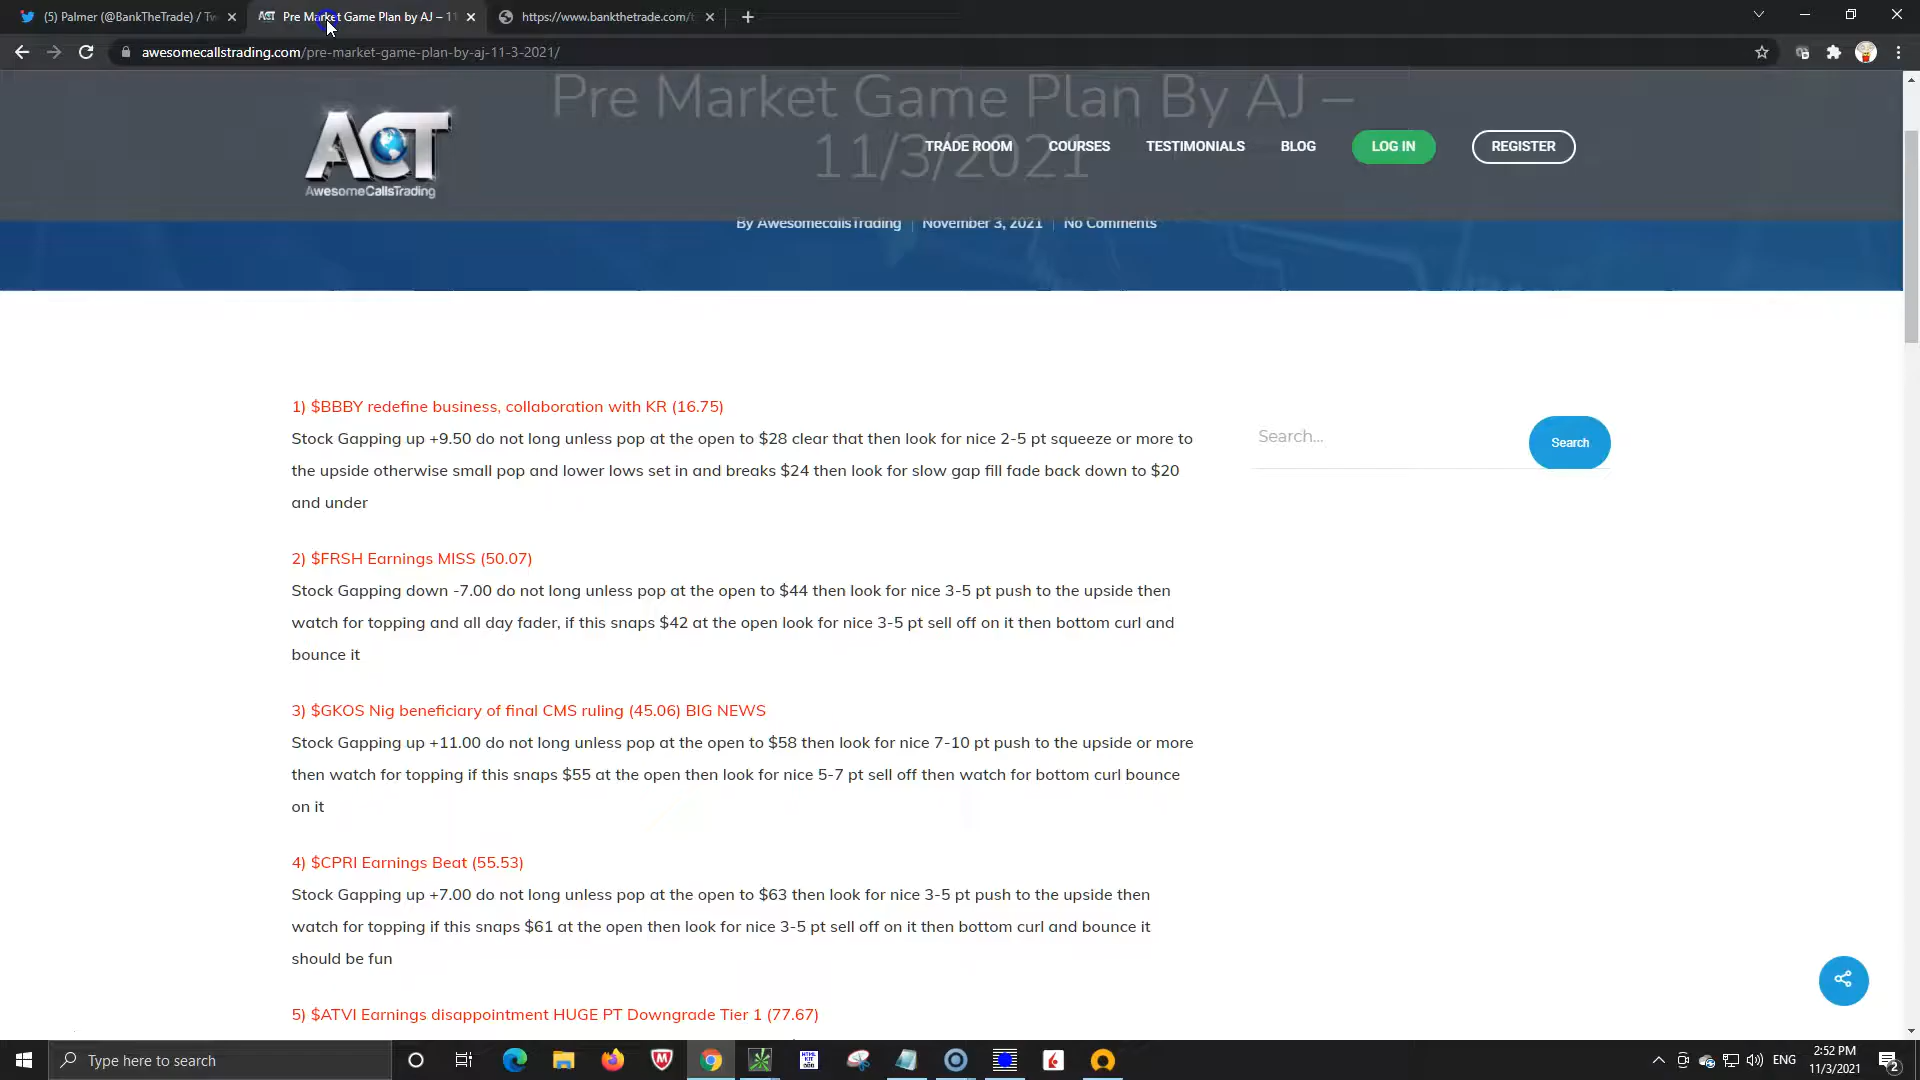 (5) Palmer (@BankTheTrade) / Tw
Pre Market Game Plan by AJ – 11
https://www.bankthetrade.com/t
awesomecallstrading.com/pre-market-game-plan-by-aj-11-3-2021/
Pre Market Game Plan By AJ –
11/3/2021
ACT
AwesomeCallsTrading
TRADE ROOM
COURSES
TESTIMONIALS
BLOG
LOG IN
REGISTER
By AwesomecallsTrading
November 3, 2021
No Comments
1) $BBBY redefine business, collaboration with KR (16.75)
Stock Gapping up +9.50 do not long unless pop at the open to $28 clear that then look for nice 2-5 pt squeeze or more to
the upside otherwise small pop and lower lows set in and breaks $24 then look for slow gap fill fade back down to $20
and under
Search...
Search
2) $FRSH Earnings MISS (50.07)
Stock Gapping down -7.00 do not long unless pop at the open to $44 then look for nice 3-5 pt push to the upside then
watch for topping and all day fader, if this snaps $42 at the open look for nice 3-5 pt sell off on it then bottom curl and
bounce it
3) $GKOS Nig beneficiary of final CMS ruling (45.06) BIG NEWS
Stock Gapping up +11.00 do not long unless pop at the open to $58 then look for nice 7-10 pt push to the upside or more
then watch for topping if this snaps $55 at the open then look for nice 5-7 pt sell off then watch for bottom curl bounce
on it
4) $CPRI Earnings Beat (55.53)
Stock Gapping up +7.00 do not long unless pop at the open to $63 then look for nice 3-5 pt push to the upside then
watch for topping if this snaps $61 at the open then look for nice 3-5 pt sell off on it then bottom curl and bounce it
should be fun
5) $ATVI Earnings disappointment HUGE PT Downgrade Tier 1 (77.67)
Type here to search
ENG
2:52 PM
11/3/2021
2